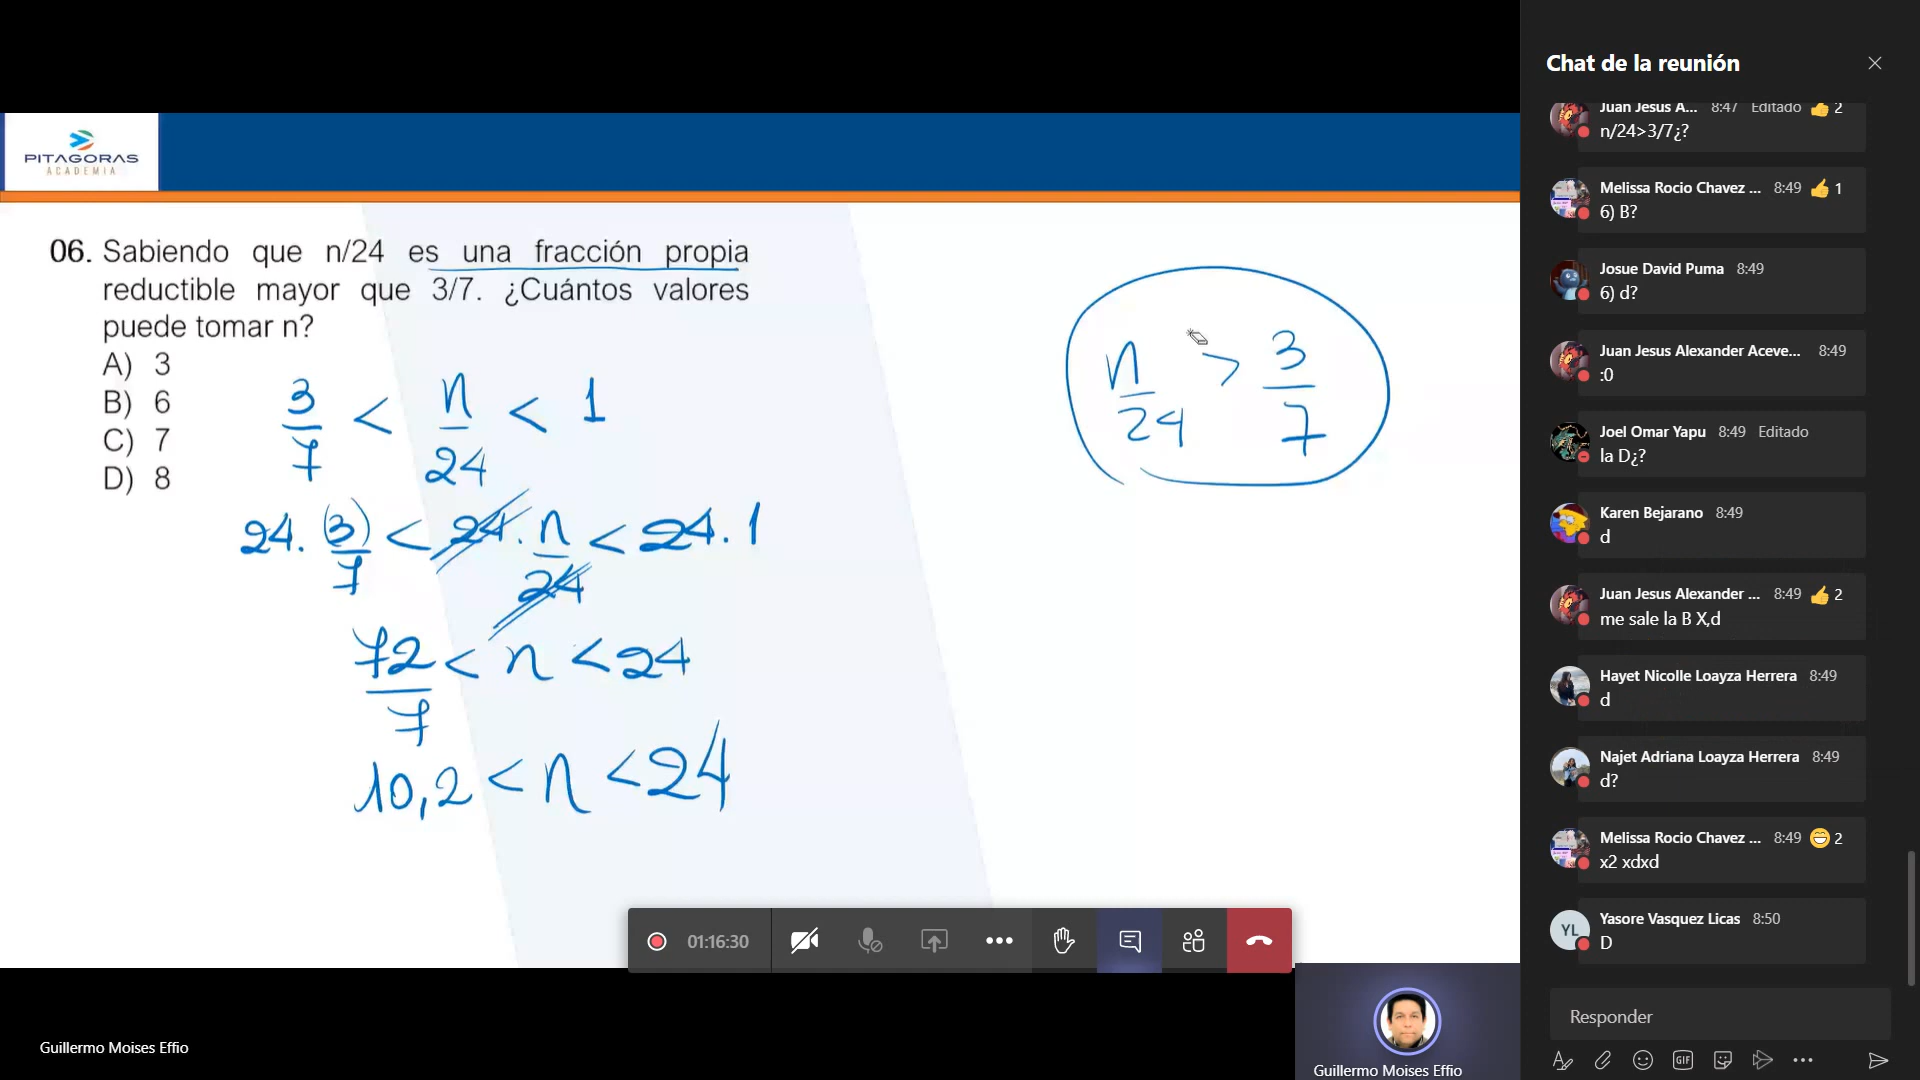 PITAGORAS
ACADEMIA
06. Sabiendo que n/24 es una fracción propia
reductible mayor que 3/7. ¿Cuántos valores
puede tomar n?
A) 3
B) 6
C) 7
D) 8
3/7 < n/24 < 1
24. (3)/7 < 24. n/24 < 24. 1
72/7 < n < 24
10,2 < n < 24
n/24 > 3/7
01:16:30
Guillermo Moises Effio
Guillermo Moises Effio
Chat de la reunión
Juan Jesus A... 8:47 Editado 2
n/24>3/7¿?
Melissa Rocio Chavez ... 8:49 1
6) B?
Josue David Puma 8:49
6) d?
Juan Jesus Alexander Aceve... 8:49
:0
Joel Omar Yapu 8:49 Editado
la D¿?
Karen Bejarano 8:49
d
Juan Jesus Alexander ... 8:49 2
me sale la B X,d
Hayet Nicolle Loayza Herrera 8:49
d
Najet Adriana Loayza Herrera 8:49
d?
Melissa Rocio Chavez ... 8:49 2
x2 xdxd
YL
Yasore Vasquez Licas 8:50
D
Responder
GIF